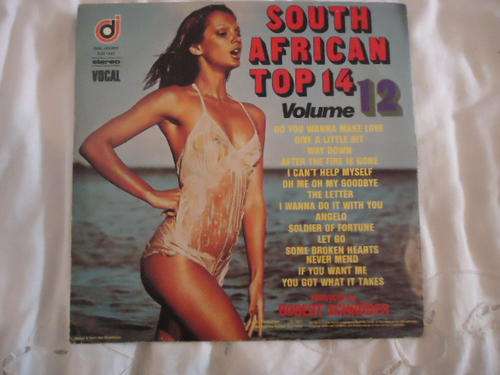 SOUTH
AFRICAN
TOP 14
Volume 12
stereo
VOCAL
DO YOU WANNA MAKE LOVE
GIVE A LITTLE BIT
WAY DOWN
AFTER THE FIRE IS GONE
I CAN'T HELP MYSELF
OH ME OH MY GOODBYE
THE LETTER
I WANNA DO IT WITH YOU
ANGELO
SOLDIER OF FORTUNE
LET GO
SOME BROKEN HEARTS
NEVER MEND
IF YOU WANT ME
YOU GOT WHAT IT TAKES
ROBERT SCHRODER